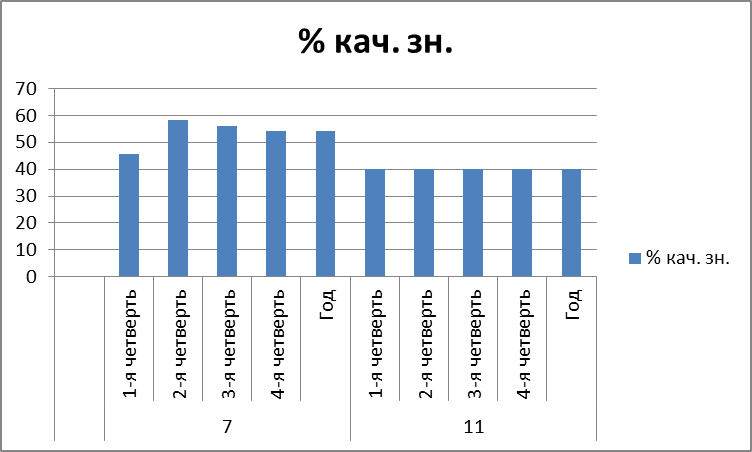 % кач. зн.
70
60
50
40
30
20
10
0
% кач. зн.
1-я четверть
2-я четверть
3-я четверть
4-я четверть
Год
1-я четверть
2-я четверть
3-я четверть
4-я четверть
Год
7
11